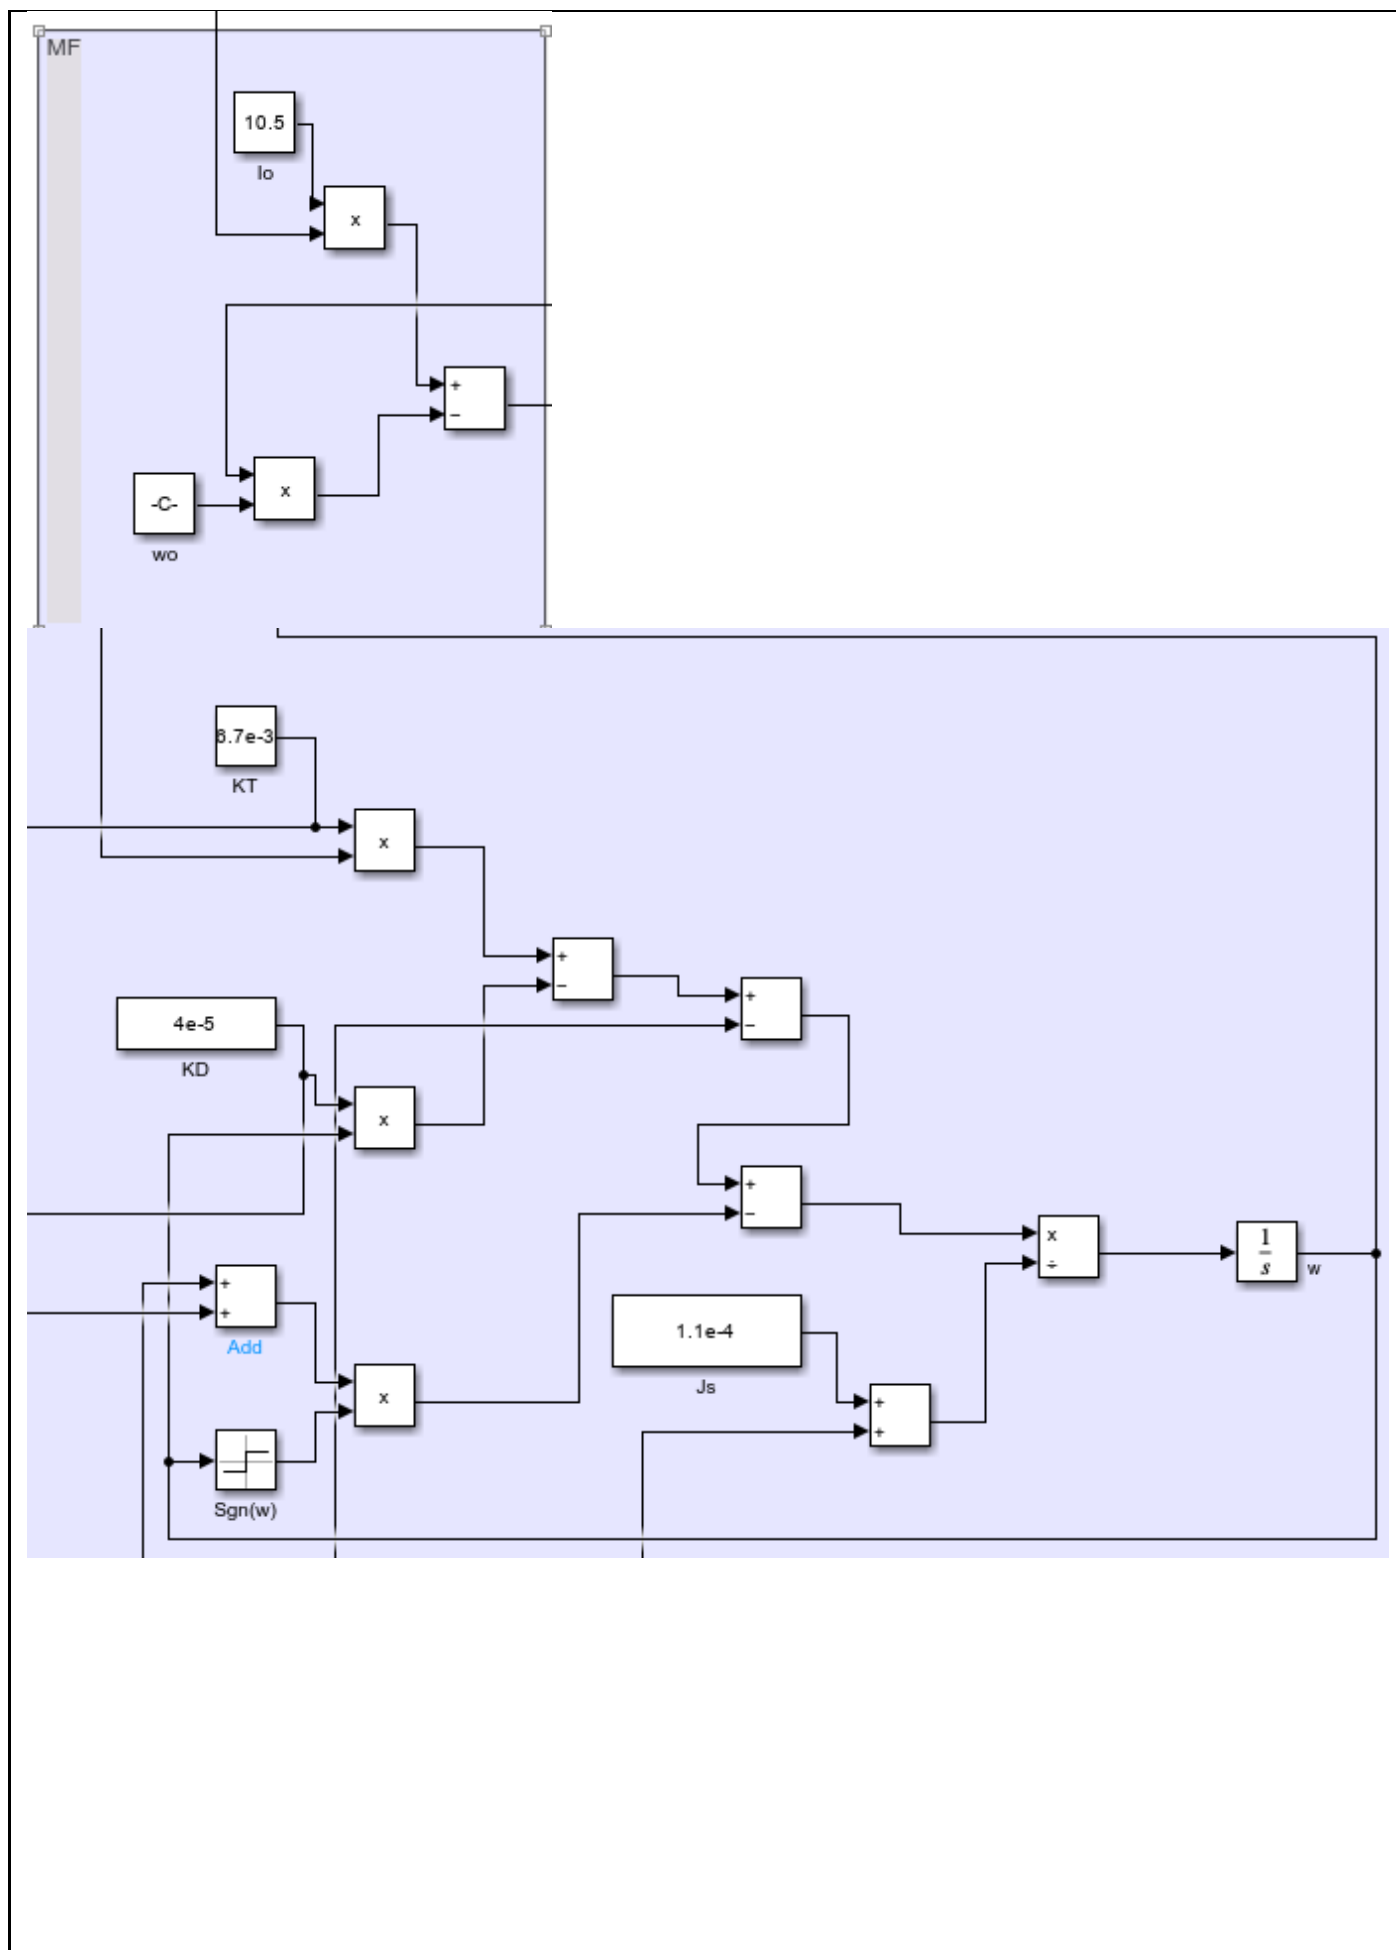 MF
10.5
Io
x
+
−
x
-C-
wo
6.7e-3
KT
x
+
−
+
−
4e-5
KD
x
+
−
x
÷
1
s
w
+
+
Add
1.1e-4
Js
x
+
+
Sgn(w)